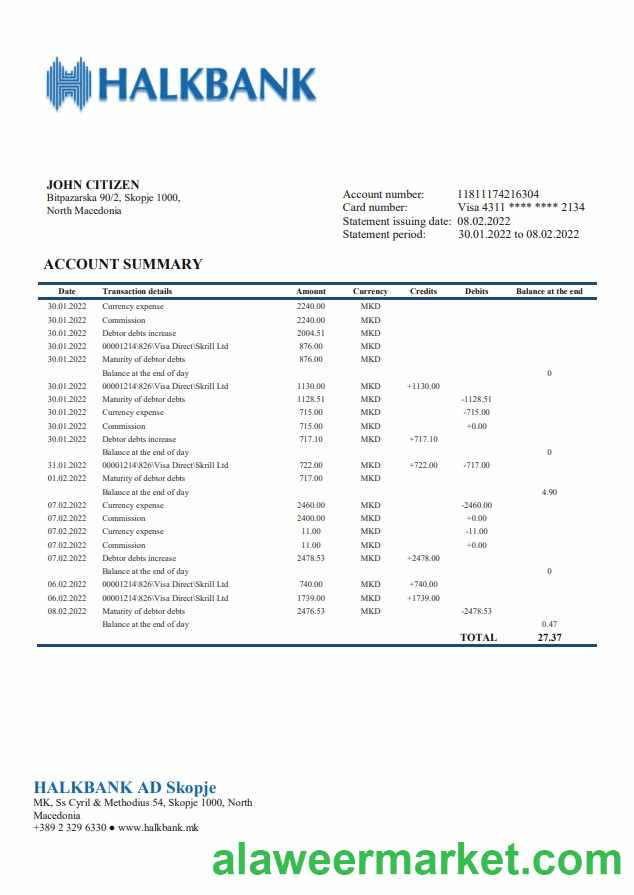 HALKBANK
JOHN CITIZEN
Bitpazarska 90/2, Skopje 1000,
North Macedonia
Account number: 11811174216304
Card number: Visa 4311 **** **** 2134
Statement issuing date: 08.02.2022
Statement period: 30.01.2022 to 08.02.2022
ACCOUNT SUMMARY
Date Transaction details Amount Currency Credits Debits Balance at the end
30.01.2022 Currency expense 2240.00 MKD
30.01.2022 Commission 2240.00 MKD
30.01.2022 Debtor debts increase 2004.51 MKD
30.01.2022 00001214\826\Visa Direct\Skrill Ltd 876.00 MKD
30.01.2022 Maturity of debtor debts 876.00 MKD
Balance at the end of day 0
30.01.2022 00001214\826\Visa Direct\Skrill Ltd 1130.00 MKD +1130.00
30.01.2022 Maturity of debtor debts 1128.51 MKD -1128.51
30.01.2022 Currency expense 715.00 MKD -715.00
30.01.2022 Commission 715.00 MKD +0.00
30.01.2022 Debtor debts increase 717.10 MKD +717.10
Balance at the end of day 0
31.01.2022 00001214\826\Visa Direct\Skrill Ltd 722.00 MKD +722.00 -717.00
01.02.2022 Maturity of debtor debts 717.00 MKD
Balance at the end of day 4.90
07.02.2022 Currency expense 2460.00 MKD -2460.00
07.02.2022 Commission 2400.00 MKD +0.00
07.02.2022 Currency expense 11.00 MKD -11.00
07.02.2022 Commission 11.00 MKD +0.00
07.02.2022 Debtor debts increase 2478.53 MKD +2478.00
Balance at the end of day 0
06.02.2022 00001214\826\Visa Direct\Skrill Ltd 740.00 MKD +740.00
06.02.2022 00001214\826\Visa Direct\Skrill Ltd 1739.00 MKD +1739.00
08.02.2022 Maturity of debtor debts 2476.53 MKD -2478.53
Balance at the end of day 0.47
TOTAL 27.37
HALKBANK AD Skopje
MK, Ss Cyril & Methodius 54, Skopje 1000, North
Macedonia
+389 2 329 6330 ● www.halkbank.mk
alaweermarket.com